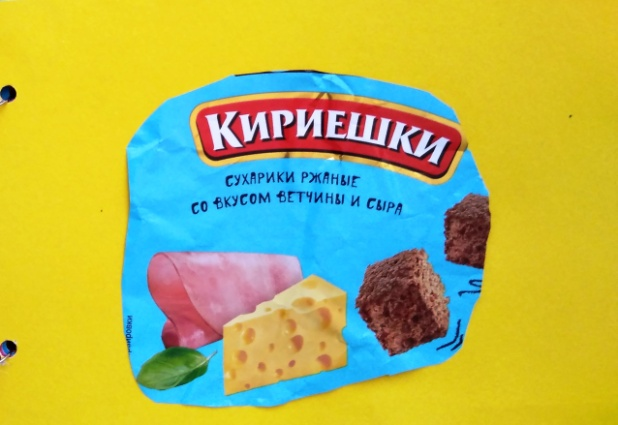 КИРИЕШКИ
СУХАРИКИ РЖАНЫЕ
СО ВКУСОМ ВЕТЧИНЫ И СЫРА